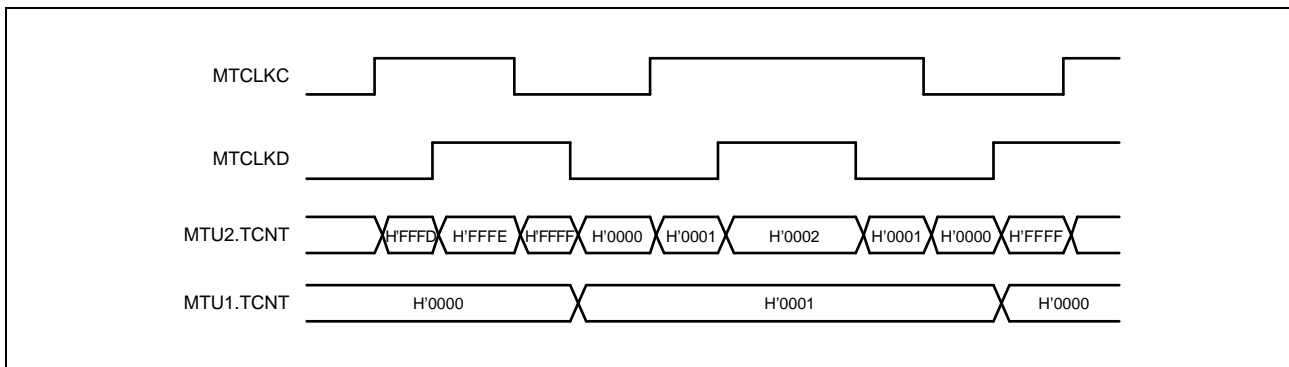 MTCLKC
MTCLKD
MTU2.TCNT H'FFFD H'FFFE H'FFFF H'0000 H'0001 H'0002 H'0001 H'0000 H'FFFF
MTU1.TCNT H'0000 H'0001 H'0000